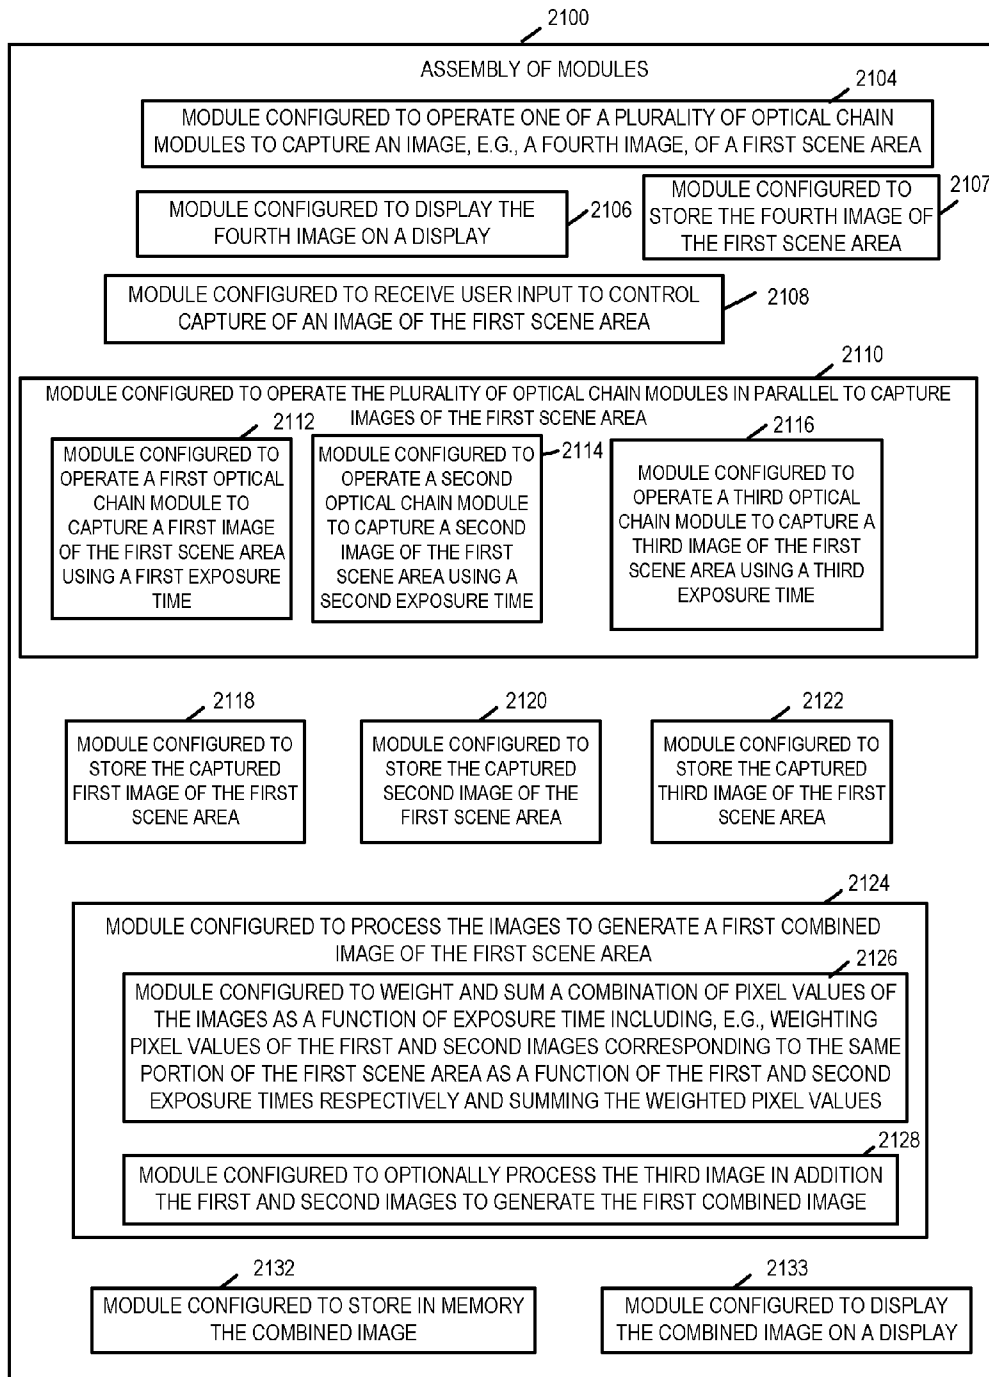 2100
ASSEMBLY OF MODULES
2104
MODULE CONFIGURED TO OPERATE ONE OF A PLURALITY OF OPTICAL CHAIN
MODULES TO CAPTURE AN IMAGE, E.G., A FOURTH IMAGE, OF A FIRST SCENE AREA
MODULE CONFIGURED TO DISPLAY THE
FOURTH IMAGE ON A DISPLAY
2106
MODULE CONFIGURED TO
STORE THE FOURTH IMAGE OF
THE FIRST SCENE AREA
2107
MODULE CONFIGURED TO RECEIVE USER INPUT TO CONTROL
CAPTURE OF AN IMAGE OF THE FIRST SCENE AREA
2108
2110
MODULE CONFIGURED TO OPERATE THE PLURALITY OF OPTICAL CHAIN MODULES IN PARALLEL TO CAPTURE
IMAGES OF THE FIRST SCENE AREA
2112
MODULE CONFIGURED TO
OPERATE A FIRST OPTICAL
CHAIN MODULE TO
CAPTURE A FIRST IMAGE
OF THE FIRST SCENE AREA
USING A FIRST EXPOSURE
TIME
2114
MODULE CONFIGURED TO
OPERATE A SECOND
OPTICAL CHAIN MODULE
TO CAPTURE A SECOND
IMAGE OF THE FIRST
SCENE AREA USING A
SECOND EXPOSURE TIME
2116
MODULE CONFIGURED TO
OPERATE A THIRD OPTICAL
CHAIN MODULE TO CAPTURE A
THIRD IMAGE OF THE FIRST
SCENE AREA USING A THIRD
EXPOSURE TIME
2118
MODULE CONFIGURED TO
STORE THE CAPTURED
FIRST IMAGE OF THE FIRST
SCENE AREA
2120
MODULE CONFIGURED TO
STORE THE CAPTURED
SECOND IMAGE OF THE
FIRST SCENE AREA
2122
MODULE CONFIGURED TO
STORE THE CAPTURED
THIRD IMAGE OF THE FIRST
SCENE AREA
2124
MODULE CONFIGURED TO PROCESS THE IMAGES TO GENERATE A FIRST COMBINED
IMAGE OF THE FIRST SCENE AREA
2126
MODULE CONFIGURED TO WEIGHT AND SUM A COMBINATION OF PIXEL VALUES OF
THE IMAGES AS A FUNCTION OF EXPOSURE TIME INCLUDING, E.G., WEIGHTING
PIXEL VALUES OF THE FIRST AND SECOND IMAGES CORRESPONDING TO THE SAME
PORTION OF THE FIRST SCENE AREA AS A FUNCTION OF THE FIRST AND SECOND
EXPOSURE TIMES RESPECTIVELY AND SUMMING THE WEIGHTED PIXEL VALUES
2128
MODULE CONFIGURED TO OPTIONALLY PROCESS THE THIRD IMAGE IN ADDITION
THE FIRST AND SECOND IMAGES TO GENERATE THE FIRST COMBINED IMAGE
2132
MODULE CONFIGURED TO STORE IN MEMORY
THE COMBINED IMAGE
2133
MODULE CONFIGURED TO DISPLAY
THE COMBINED IMAGE ON A DISPLAY